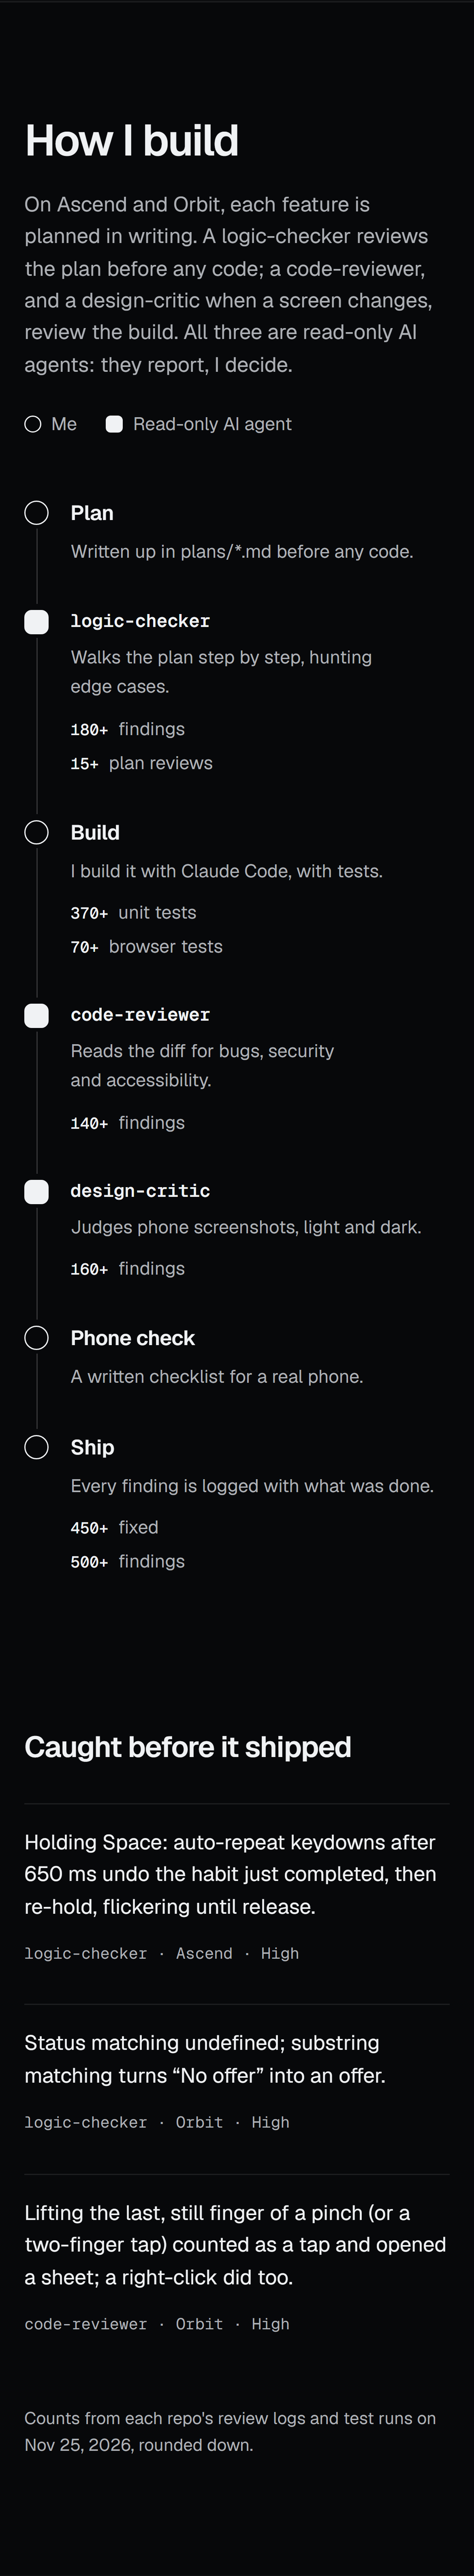 How I build
On Ascend and Orbit, each feature is
planned in writing. A logic-checker reviews
the plan before any code; a code-reviewer,
and a design-critic when a screen changes,
review the build. All three are read-only AI
agents: they report, I decide.
Me Read-only AI agent
Plan
Written up in plans/*.md before any code.
logic-checker
Walks the plan step by step, hunting
edge cases.
180+ findings
15+ plan reviews
Build
I build it with Claude Code, with tests.
370+ unit tests
70+ browser tests
code-reviewer
Reads the diff for bugs, security
and accessibility.
140+ findings
design-critic
Judges phone screenshots, light and dark.
160+ findings
Phone check
A written checklist for a real phone.
Ship
Every finding is logged with what was done.
450+ fixed
500+ findings
Caught before it shipped
Holding Space: auto-repeat keydowns after
650 ms undo the habit just completed, then
re-hold, flickering until release.
logic-checker · Ascend · High
Status matching undefined; substring
matching turns “No offer” into an offer.
logic-checker · Orbit · High
Lifting the last, still finger of a pinch (or a
two-finger tap) counted as a tap and opened
a sheet; a right-click did too.
code-reviewer · Orbit · High
Counts from each repo's review logs and test runs on
Nov 25, 2026, rounded down.